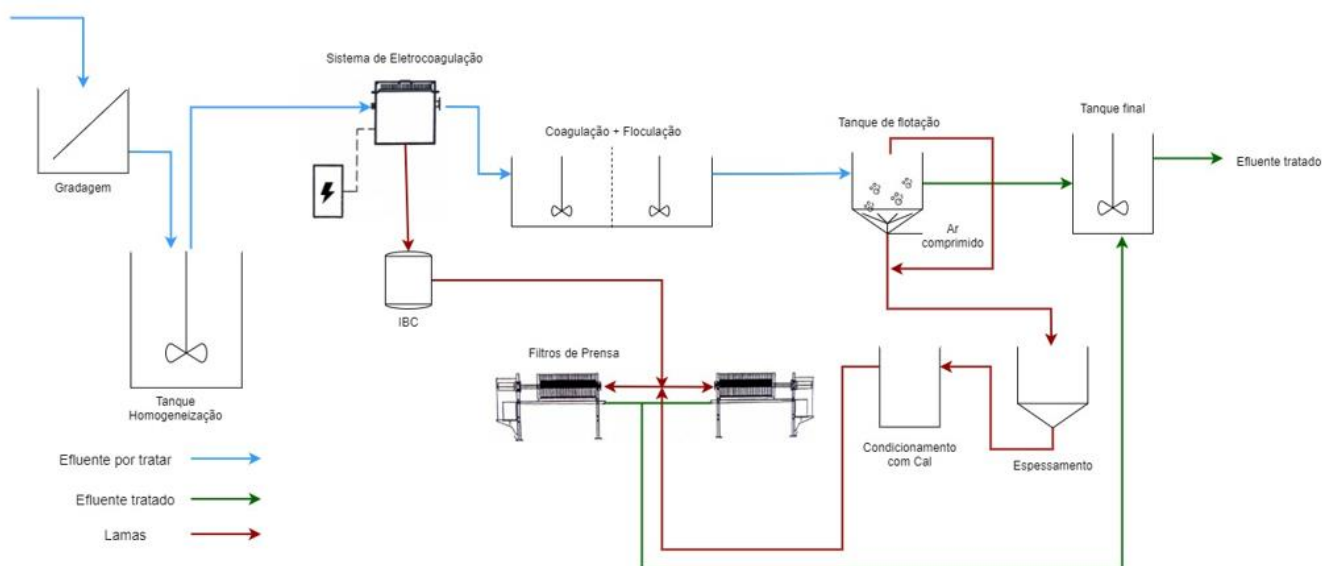 Sistema de Eletrocoagulação
Gradagem
Coagulação + Floculação
Tanque de flotação
Tanque final
Efluente tratado
Ar
comprimido
IBC
Tanque
Homogeneização
Filtros de Prensa
Condicionamento
com Cal
Espessamento
Efluente por tratar
Efluente tratado
Lamas